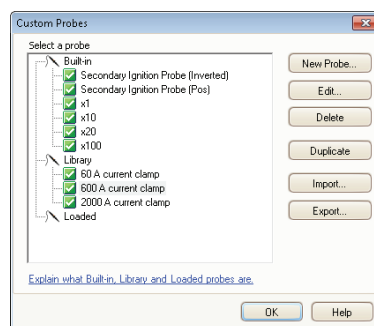 Custom Probes
Select a probe
Built-in
Secondary Ignition Probe (Inverted)
Secondary Ignition Probe (Pos)
x1
x10
x20
x100
Library
60 A current clamp
600 A current clamp
2000 A current clamp
Loaded
New Probe...
Edit...
Delete
Duplicate
Import...
Export...
Explain what Built-in, Library and Loaded probes are.
OK
Help